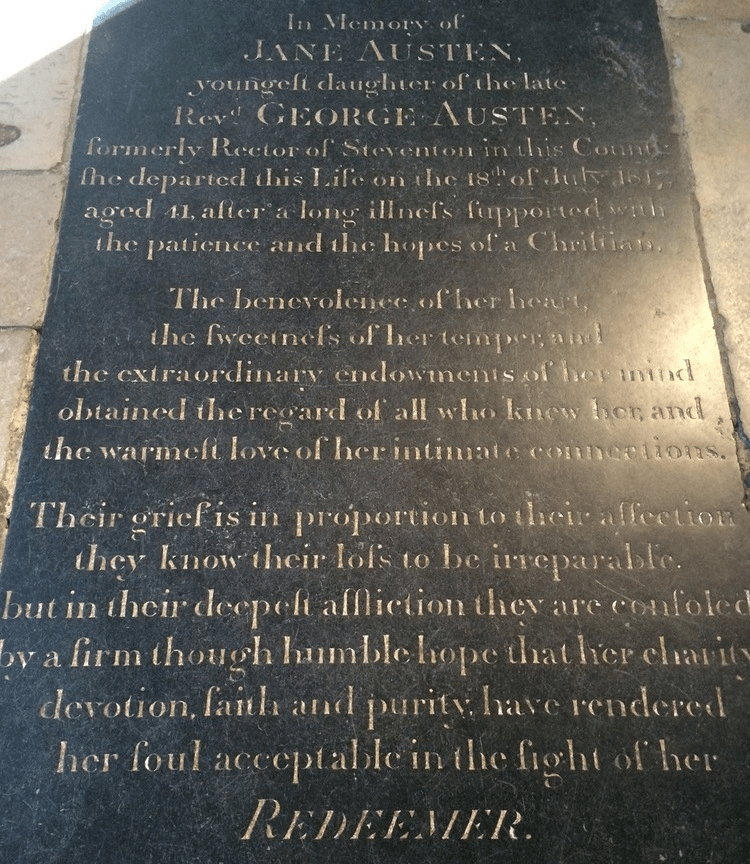 In Memory of
JANE AUSTEN,
youngeſt daughter of the late
Revᵈ GEORGE AUSTEN,
formerly Rector of Steventon in this County
ſhe departed this Life on the 18ᵗʰ of July 1817,
aged 41, after a long illneſs ſupported with
the patience and the hopes of a Chriſtian.
The benevolence of her heart,
the ſweetneſs of her temper, and
the extraordinary endowments of her mind
obtained the regard of all who knew her, and
the warmeſt love of her intimate connections.
Their grief is in proportion to their affection
they know their loſs to be irreparable.
but in their deepeſt affliction they are conſoled
by a firm though humble hope that her charity,
devotion, faith and purity, have rendered
her ſoul acceptable in the ſight of her
REDEEMER.